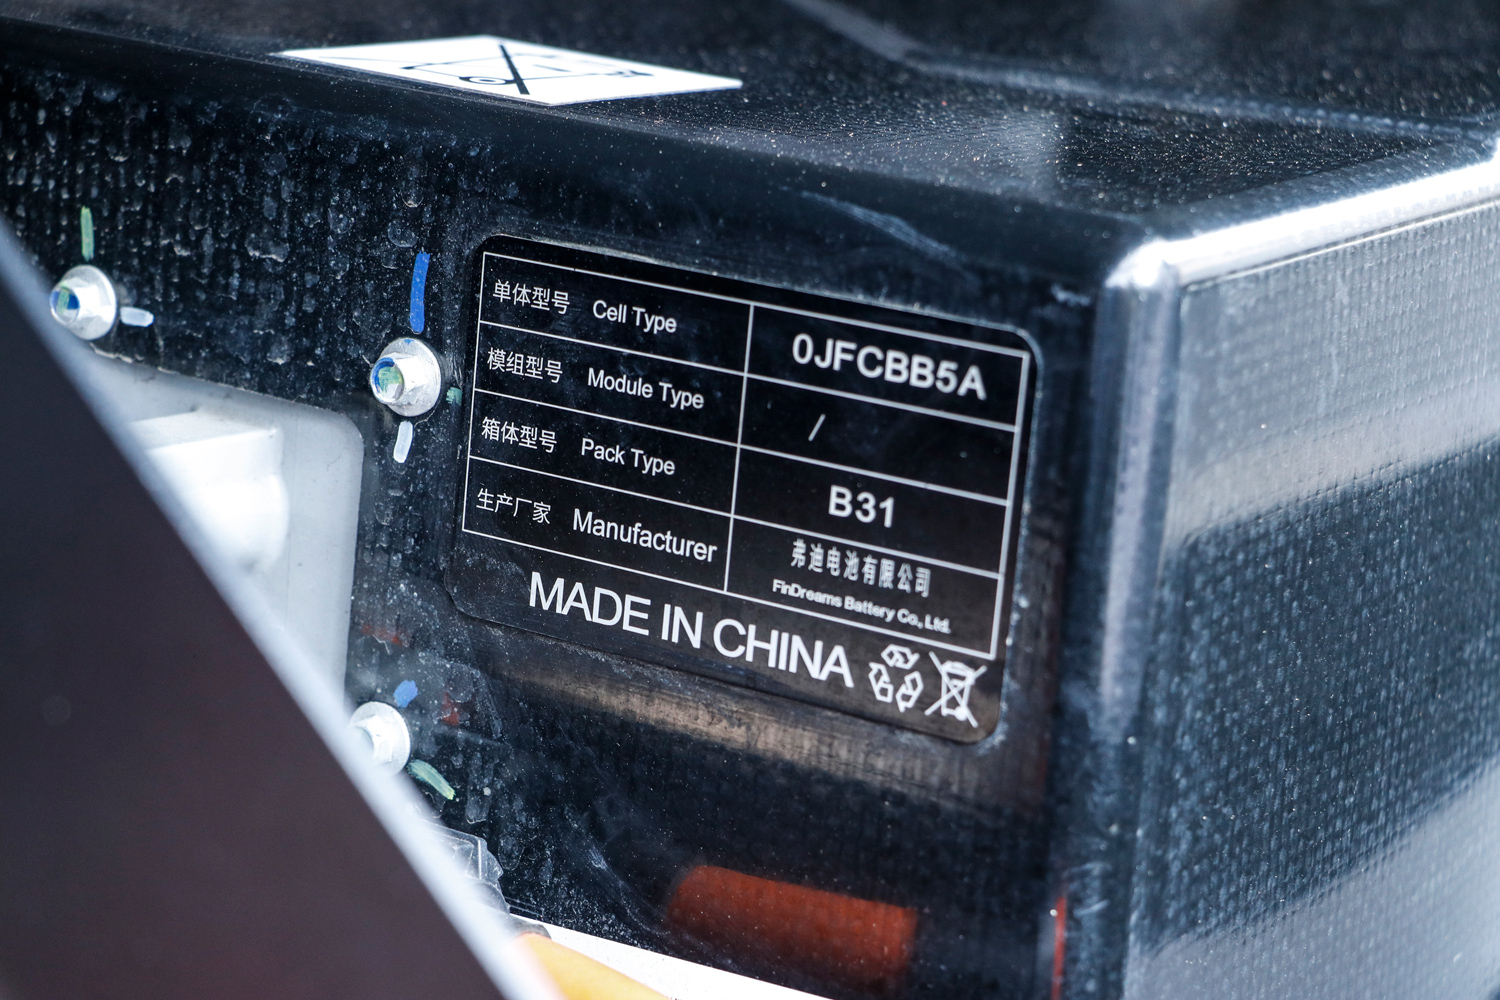 单体型号 Cell Type 0JFCBB5A
模组型号 Module Type /
箱体型号 Pack Type B31
生产厂家 Manufacturer 弗迪电池有限公司
FinDreams Battery Co., Ltd.
MADE IN CHINA